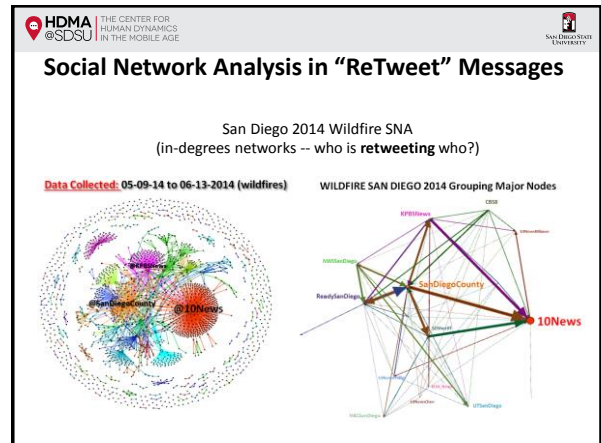 HDMA
@SDSU
THE CENTER FOR
HUMAN DYNAMICS
IN THE MOBILE AGE
SAN DIEGO STATE
UNIVERSITY
Social Network Analysis in “ReTweet” Messages
San Diego 2014 Wildfire SNA
(in-degrees networks -- who is retweeting who?)
Data Collected: 05-09-14 to 06-13-2014 (wildfires)
@KPBSNews
@SanDiegoCounty
@10News
WILDFIRE SAN DIEGO 2014 Grouping Major Nodes
CBS8
KPBSNews
NWSSanDiego
SanDiegoCounty
ReadySanDiego
10News
UTSanDiego
NBCSanDiego